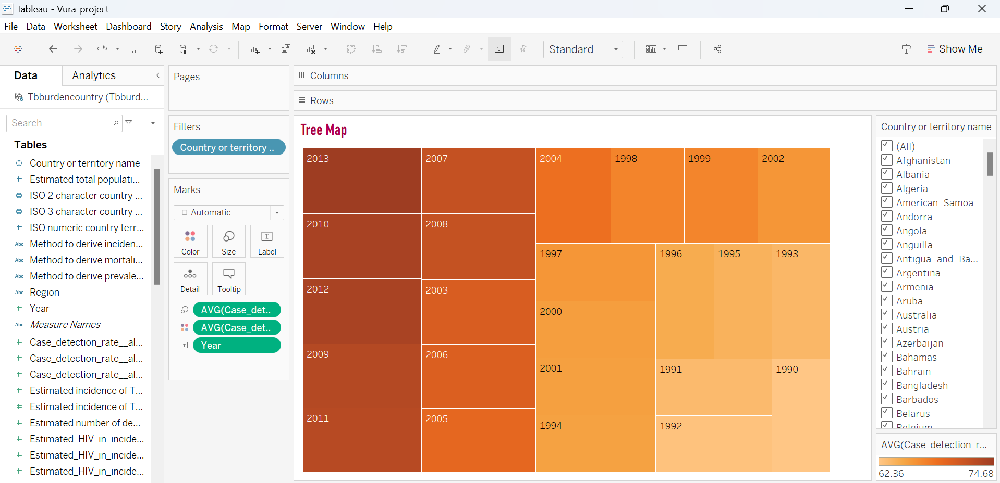 Tableau - Vura_project
File Data Worksheet Dashboard Story Analysis Map Format Server Window Help
Standard
Show Me
Data
Analytics
Tbburdencountry (Tbburd...
Search
Tables
Country or territory name
Estimated total populati...
ISO 2 character country ...
ISO 3 character country ...
ISO numeric country terr...
Abc Method to derive inciden...
Abc Method to derive mortali...
Abc Method to derive prevale...
Abc Region
Year
Abc Measure Names
Case_detection_rate__al...
Case_detection_rate__al...
Case_detection_rate__al...
Estimated incidence of T...
Estimated incidence of T...
Estimated number of de...
Estimated_HIV_in_incide...
Estimated_HIV_in_incide...
Estimated_HIV_in_incide...
Pages
Filters
Country or territory ..
Marks
Automatic
Color
Size
T
Label
Detail
Tooltip
AVG(Case_det..
AVG(Case_det..
T Year
Columns
Rows
Tree Map
2013
2010
2012
2009
2011
2007
2008
2003
2006
2005
2004
1998
1999
2002
1997
2000
2001
1994
1996
1995
1993
1991
1992
1990
Country or territory name
(All)
Afghanistan
Albania
Algeria
American_Samoa
Andorra
Angola
Anguilla
Antigua_and_Ba...
Argentina
Armenia
Aruba
Australia
Austria
Azerbaijan
Bahamas
Bahrain
Bangladesh
Barbados
Belarus
Belgium
AVG(Case_detection_r...
62.36
74.68